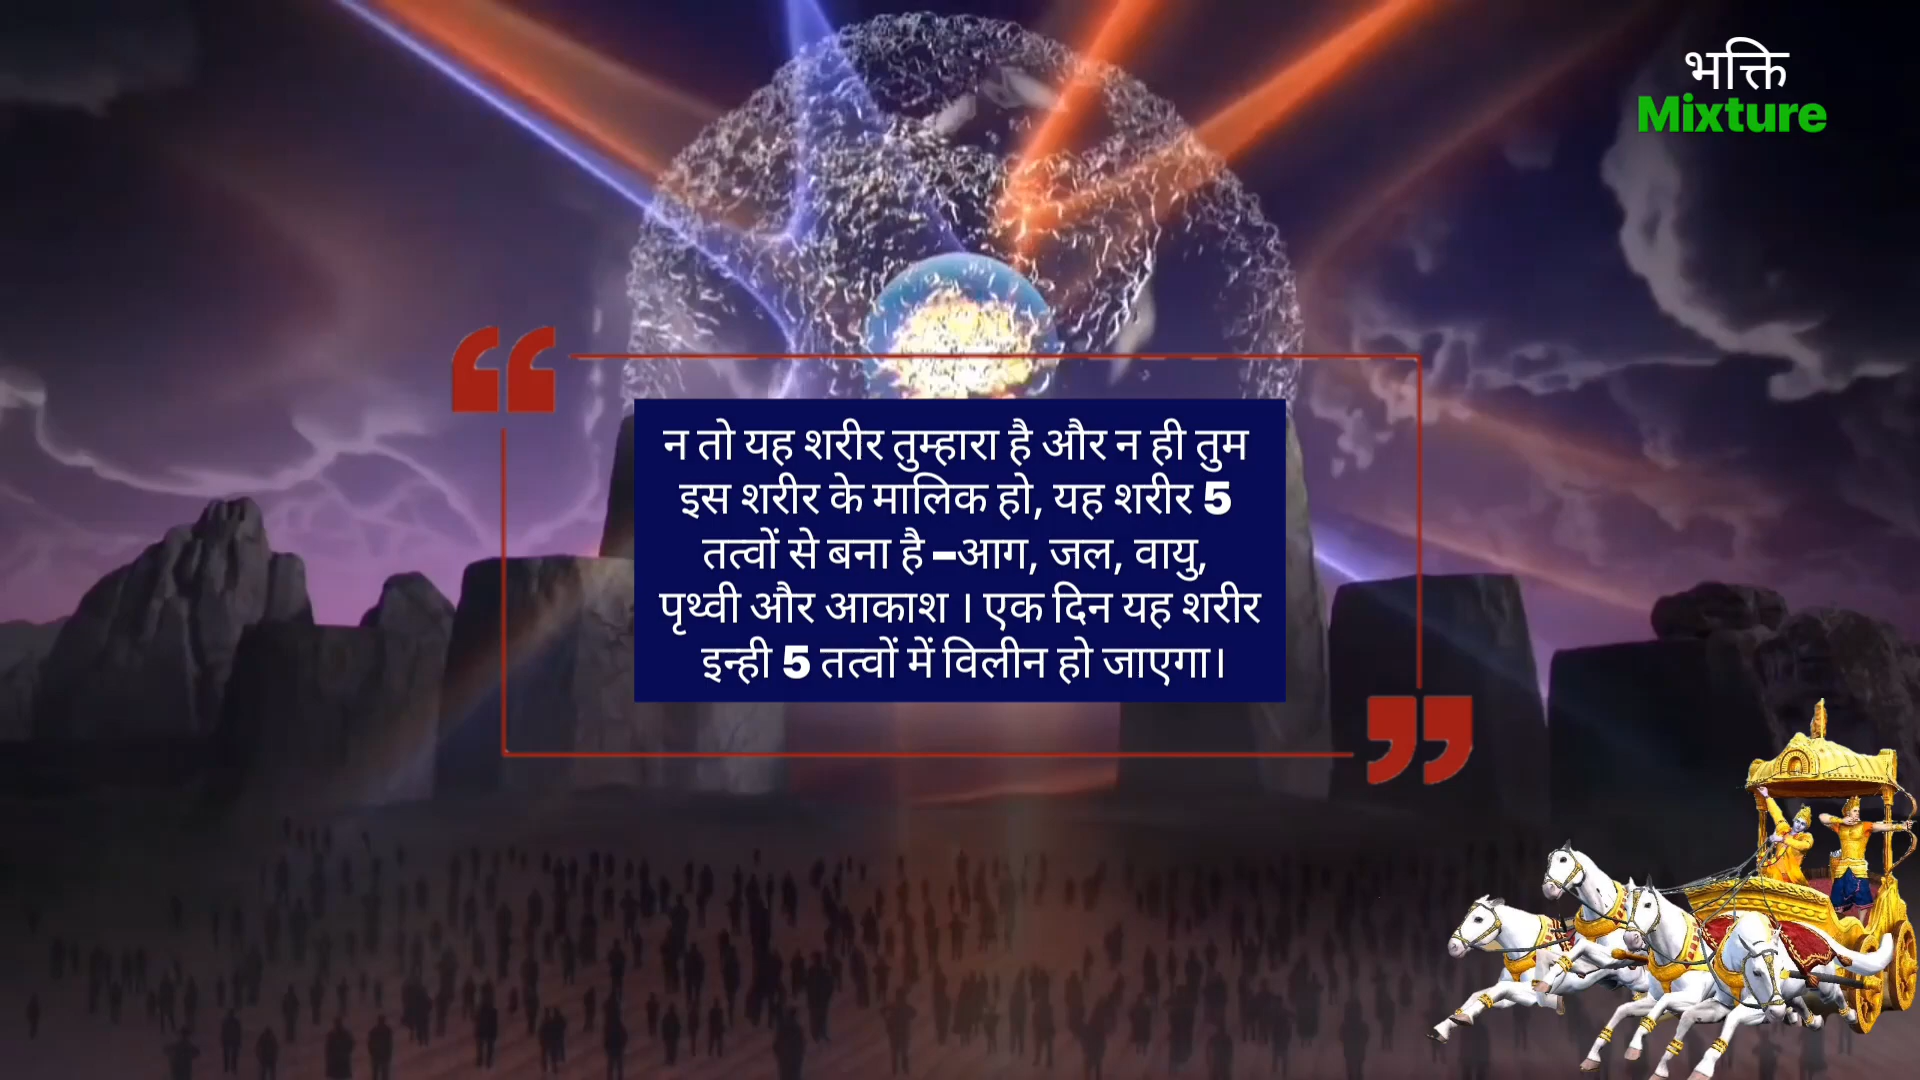 भक्ति
Mixture
न तो यह शरीर तुम्हारा है और न ही तुम
इस शरीर के मालिक हो, यह शरीर 5
तत्वों से बना है –आग, जल, वायु,
पृथ्वी और आकाश । एक दिन यह शरीर
इन्ही 5 तत्वों में विलीन हो जाएगा।